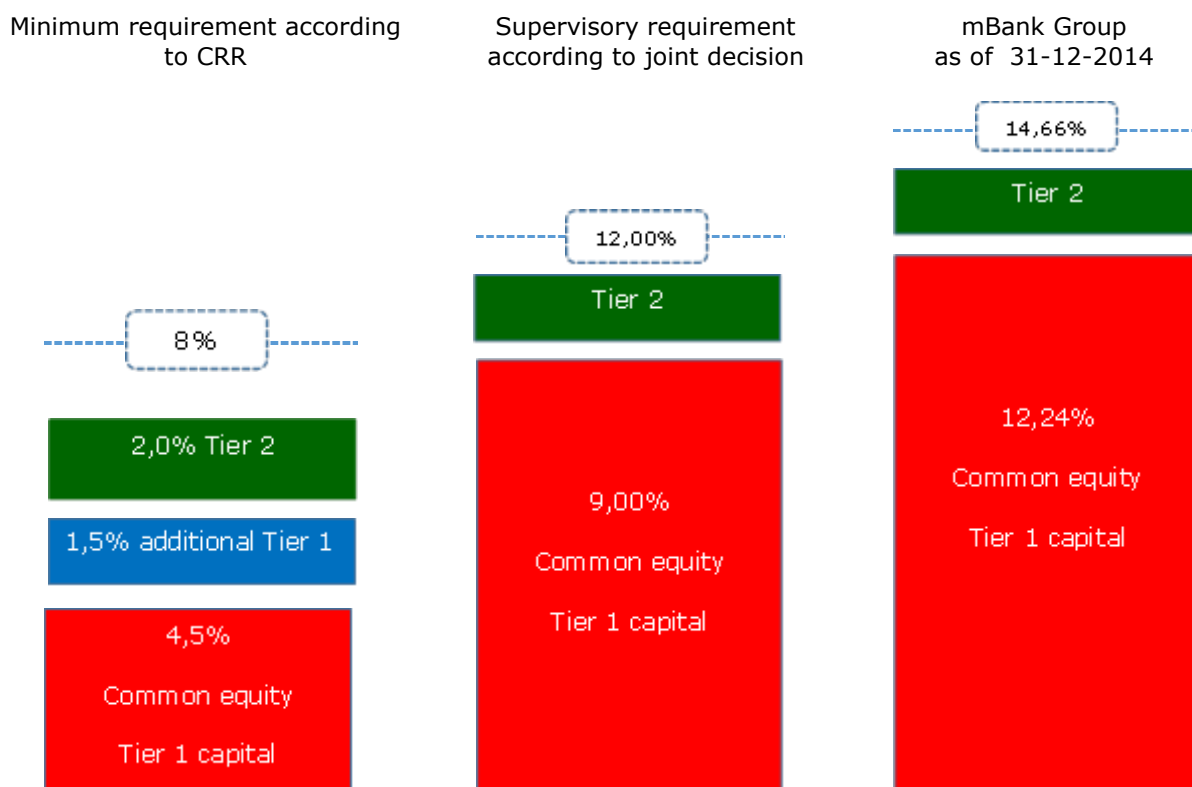 Minimum requirement according
to CRR
Supervisory requirement
according to joint decision
mBank Group
as of 31-12-2014
8%
2,0% Tier 2
1,5% additional Tier 1
4,5%
Common equity
Tier 1 capital
12,00%
Tier 2
9,00%
Common equity
Tier 1 capital
14,66%
Tier 2
12,24%
Common equity
Tier 1 capital